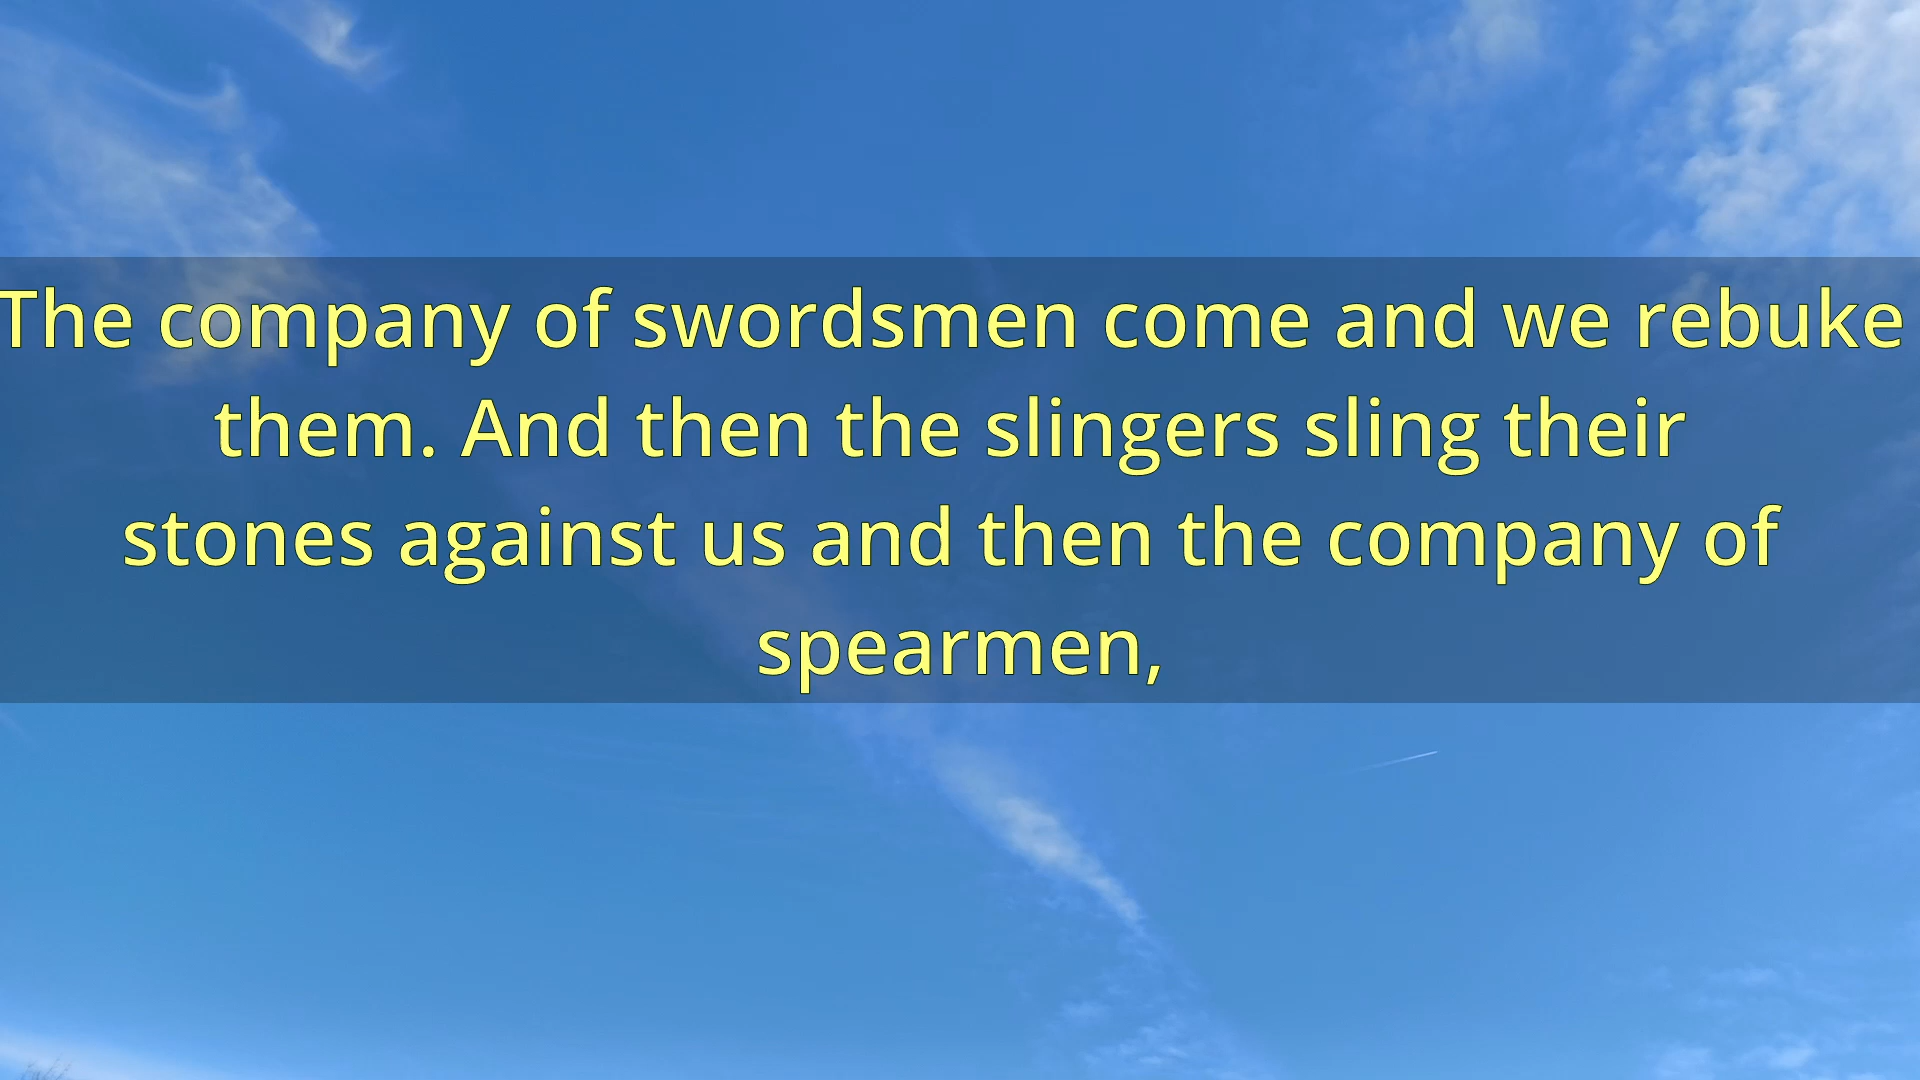 The company of swordsmen come and we rebuke
them. And then the slingers sling their
stones against us and then the company of
spearmen,